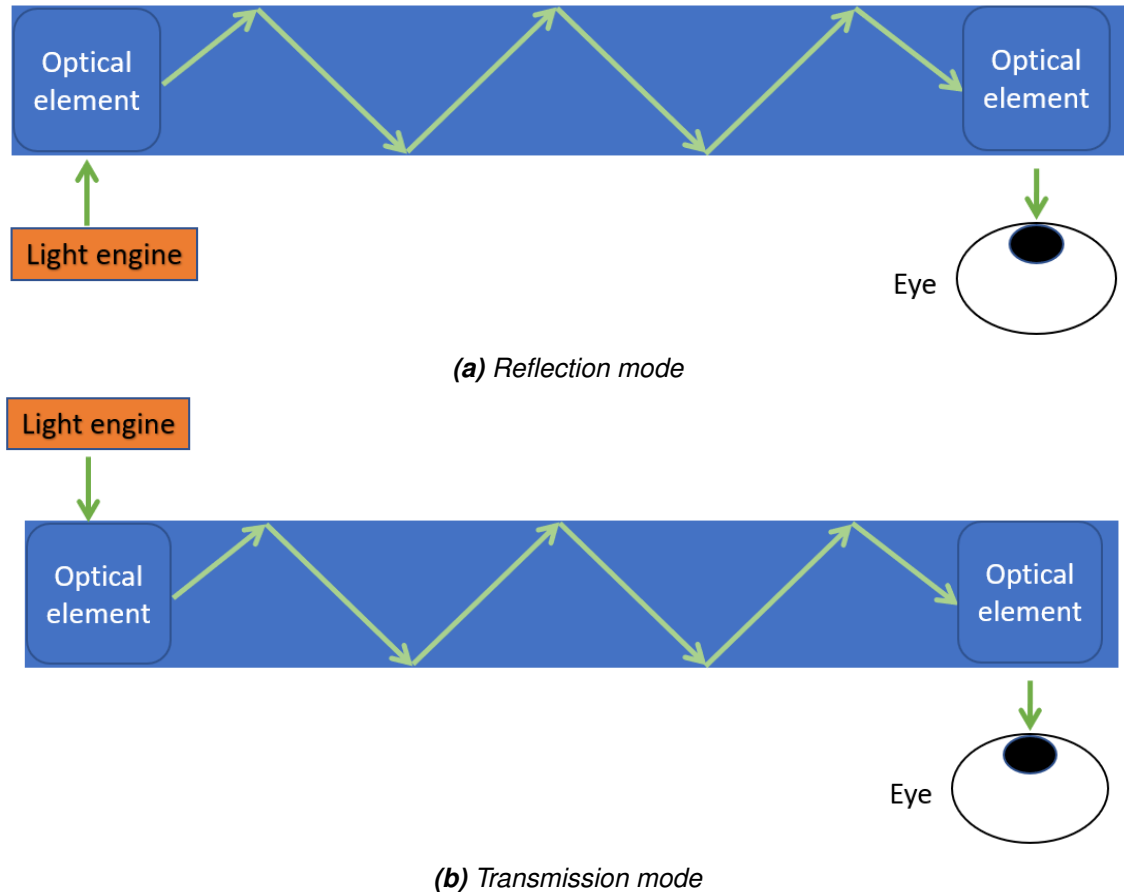 Optical
element
Optical
element
Light engine
Eye
(a) Reflection mode
Light engine
Optical
element
Optical
element
Eye
(b) Transmission mode